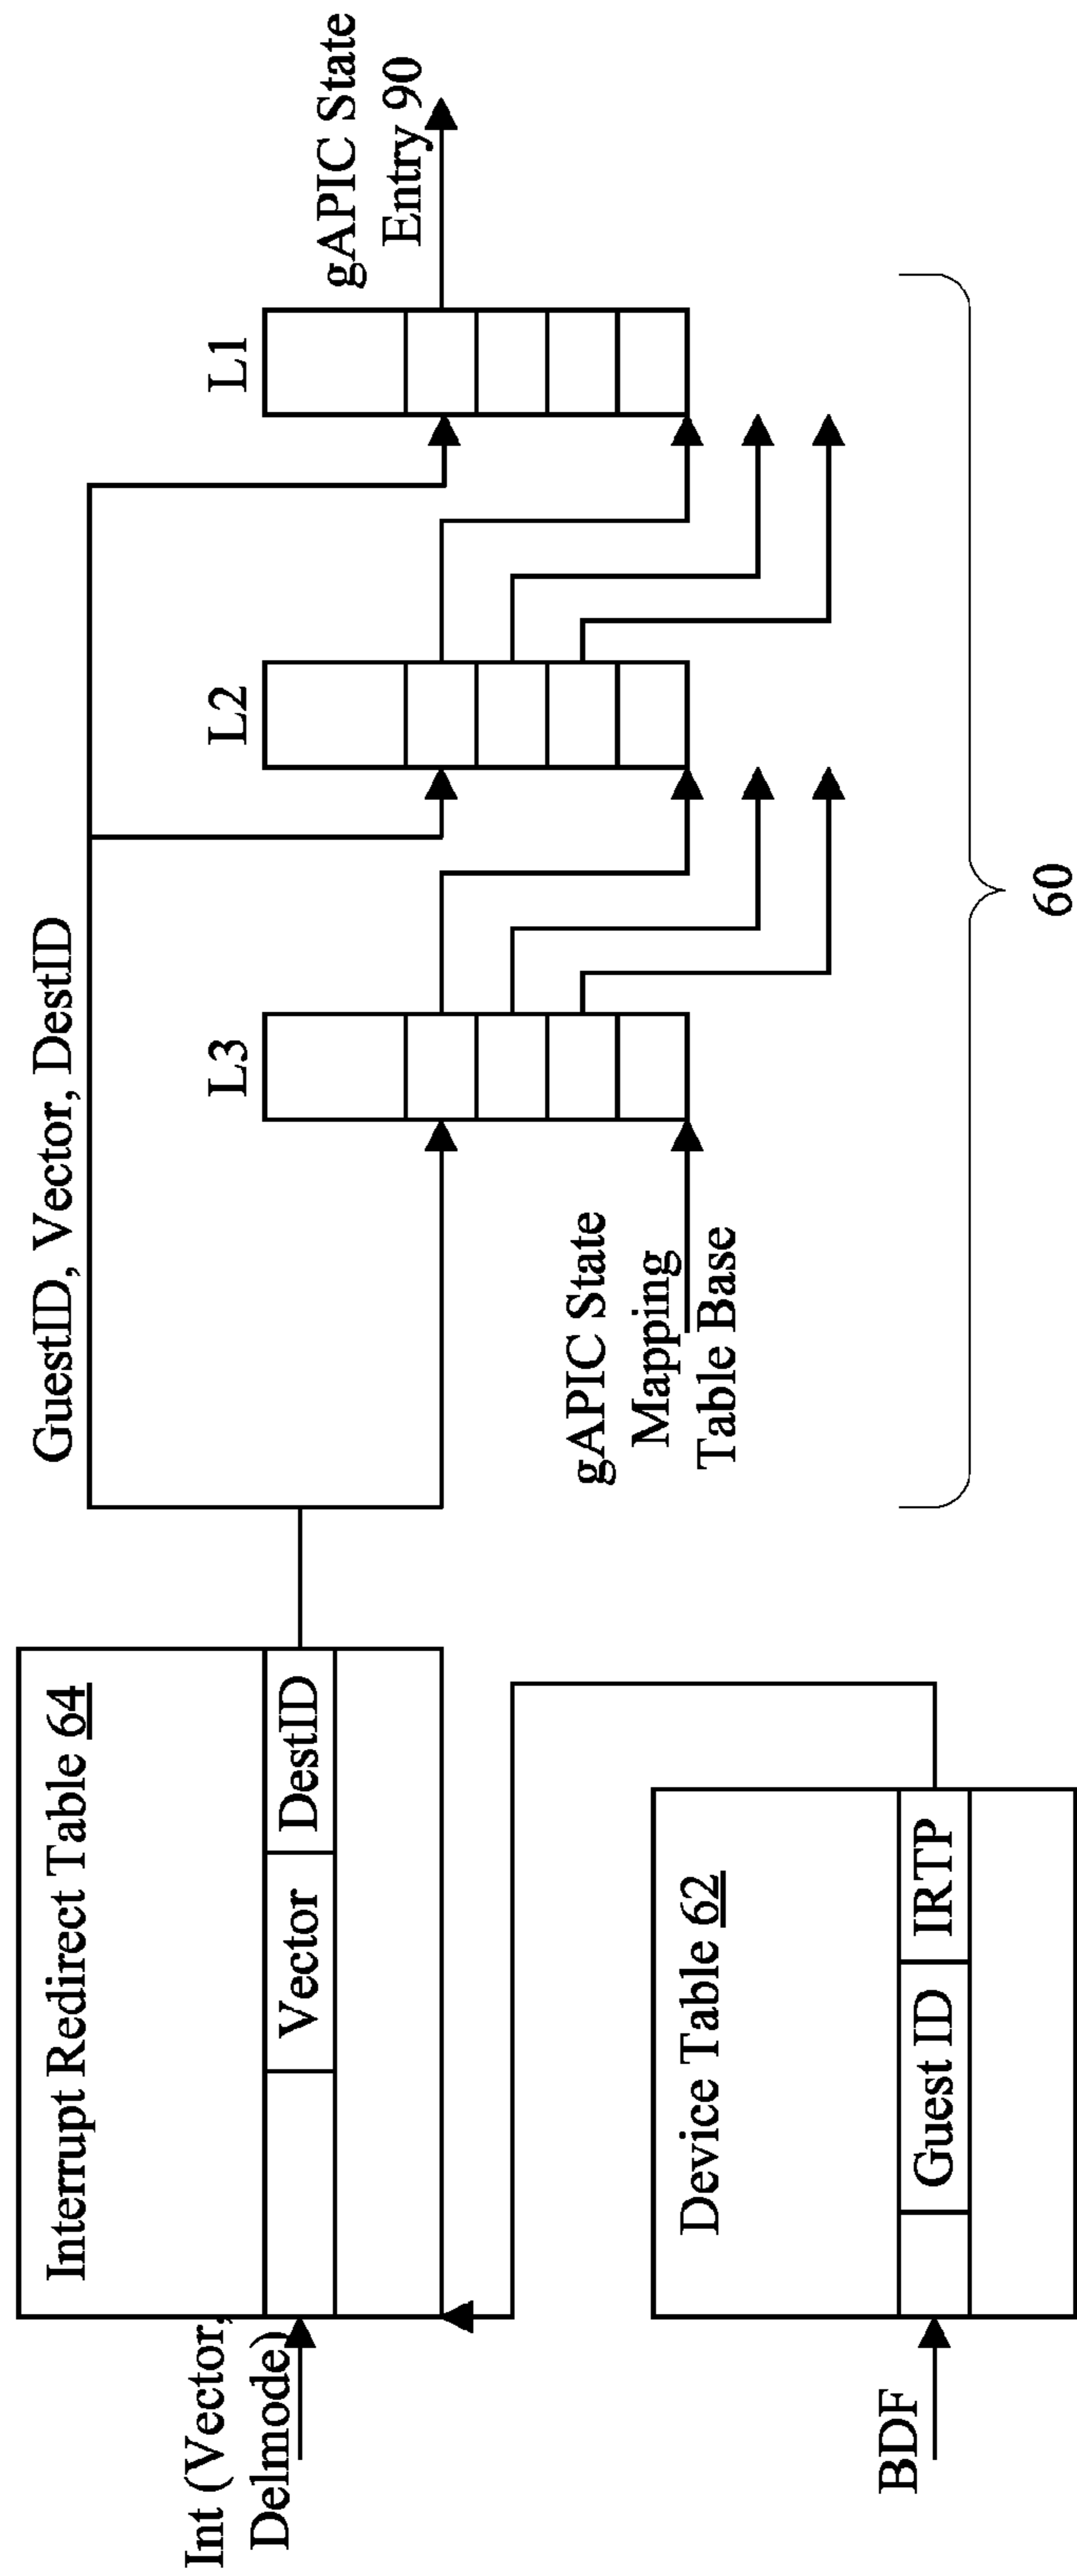 Int (Vector,
Delmode)
Interrupt Redirect Table 64
Vector
DestID
GuestID, Vector, DestID
L3
L2
L1
gAPIC State
Entry 90
gAPIC State
Mapping
Table Base
BDF
Device Table 62
Guest ID
IRTP
60